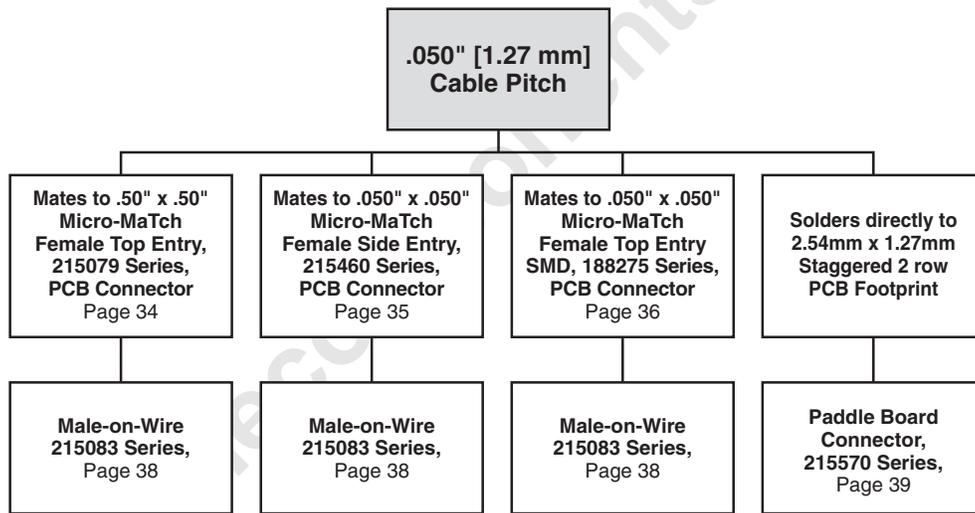 .050" [1.27 mm]
Cable Pitch
Mates to .50" x .50"
Micro-MaTch
Female Top Entry,
215079 Series,
PCB Connector
Page 34
Mates to .050" x .050"
Micro-MaTch
Female Side Entry,
215460 Series,
PCB Connector
Page 35
Mates to .050" x .050"
Micro-MaTch
Female Top Entry
SMD, 188275 Series,
PCB Connector
Page 36
Solders directly to
2.54mm x 1.27mm
Staggered 2 row
PCB Footprint
Male-on-Wire
215083 Series,
Page 38
Male-on-Wire
215083 Series,
Page 38
Male-on-Wire
215083 Series,
Page 38
Paddle Board
Connector,
215570 Series,
Page 39